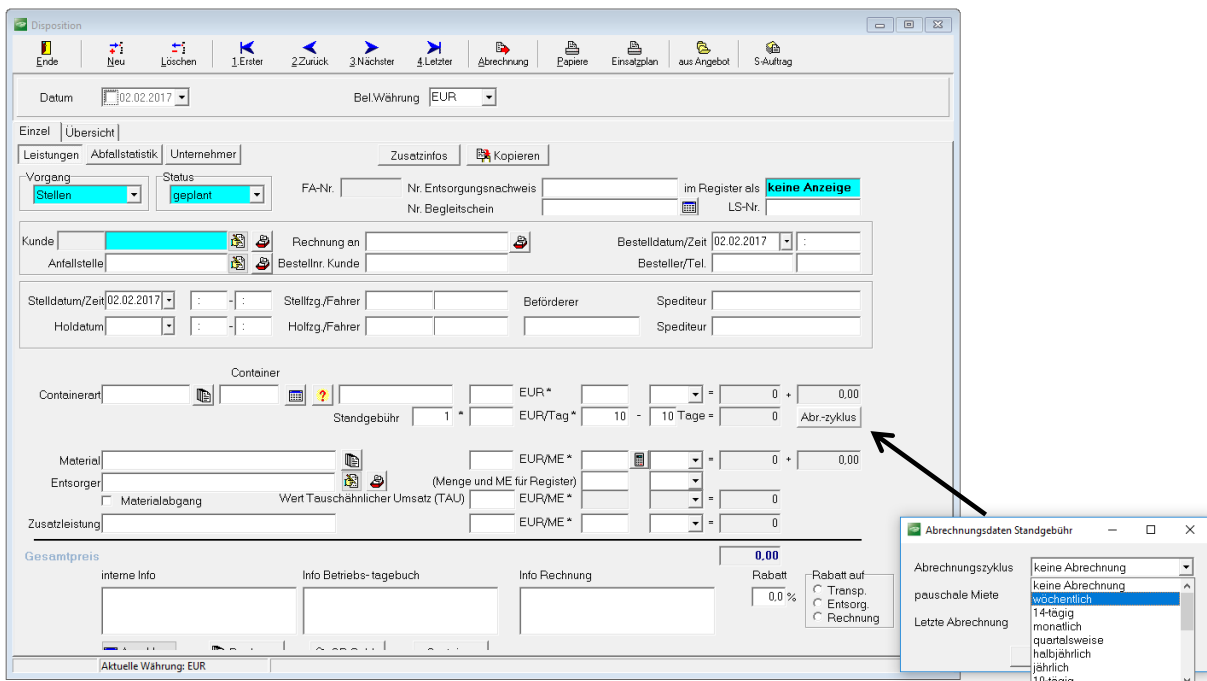 Disposition
Ende Neu Löschen 1.Erster 2.Zurück 3.Nächster 4.Letzter Abrechnung Papiere Einsatzplan aus Angebot S-Auftrag
Datum 02.02.2017 Bel.Währung EUR
Einzel Übersicht
Leistungen Abfallstatistik Unternehmer Zusatzinfos Kopieren
Vorgang Status
Stellen geplant FA-Nr. Nr. Entsorgungsnachweis im Register als keine Anzeige
Nr. Begleitschein LS-Nr.
Kunde Rechnung an Bestelldatum/Zeit 02.02.2017 :
Anfallstelle Bestellnr. Kunde Besteller/Tel.
Stelldatum/Zeit 02.02.2017 : - : Stellfzg./Fahrer Beförderer Spediteur
Holdatum : - : Holfzg./Fahrer Spediteur
Container
Containerart ? EUR * = 0 + 0,00
Standgebühr 1 * EUR/Tag * 10 - 10 Tage = 0 Abr.-zyklus
Material EUR/ME * = 0 + 0,00
Entsorger (Menge und ME für Register)
Materialabgang Wert Tauschähnlicher Umsatz (TAU) EUR/ME * = 0
Zusatzleistung EUR/ME * = 0
Gesamtpreis 0,00
interne Info Info Betriebs- tagebuch Info Rechnung Rabatt Rabatt auf
0,0 % Transp.
Entsorg.
Rechnung
Aktuelle Währung: EUR
Abrechnungsdaten Standgebühr
Abrechnungszyklus keine Abrechnung
keine Abrechnung
pauschale Miete wöchentlich
14-tägig
Letzte Abrechnung monatlich
quartalsweise
halbjährlich
jährlich